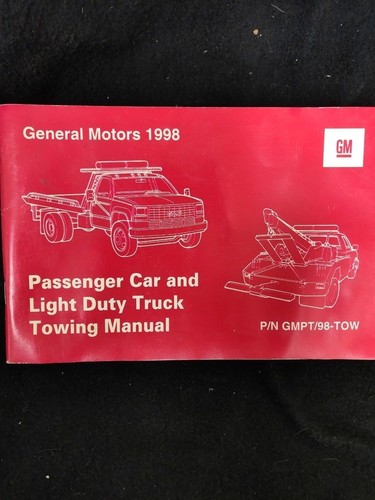 General Motors 1998
GM
Passenger Car and
Light Duty Truck
Towing Manual
P/N GMPT/98-TOW